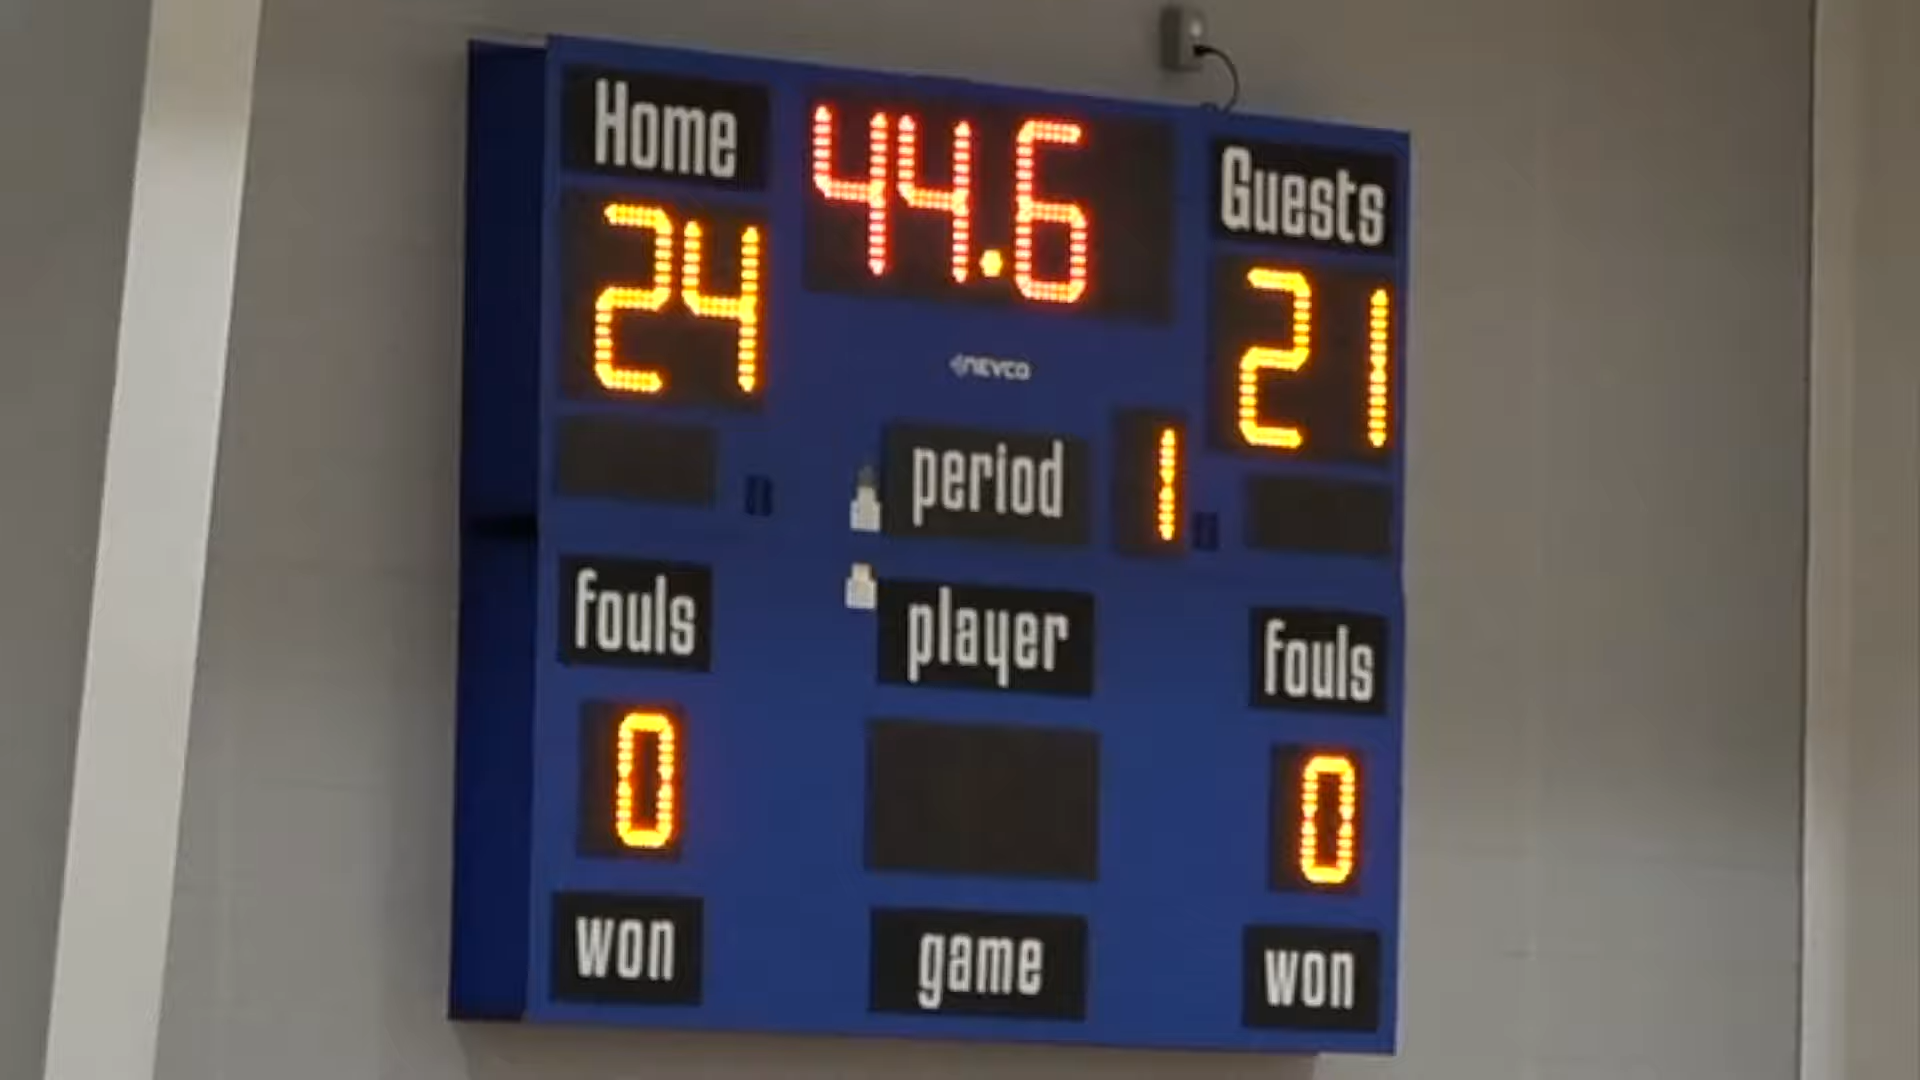 Home 44.6 Guests
24 21
NEVCO
period 1
fouls player fouls
0 0
won game won